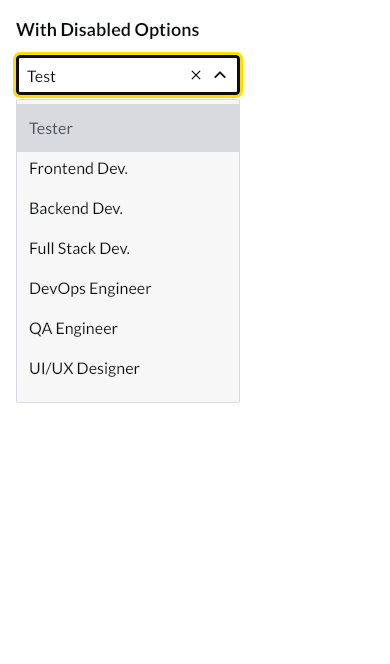 With Disabled Options
Test
Tester
Frontend Dev.
Backend Dev.
Full Stack Dev.
DevOps Engineer
QA Engineer
UI/UX Designer